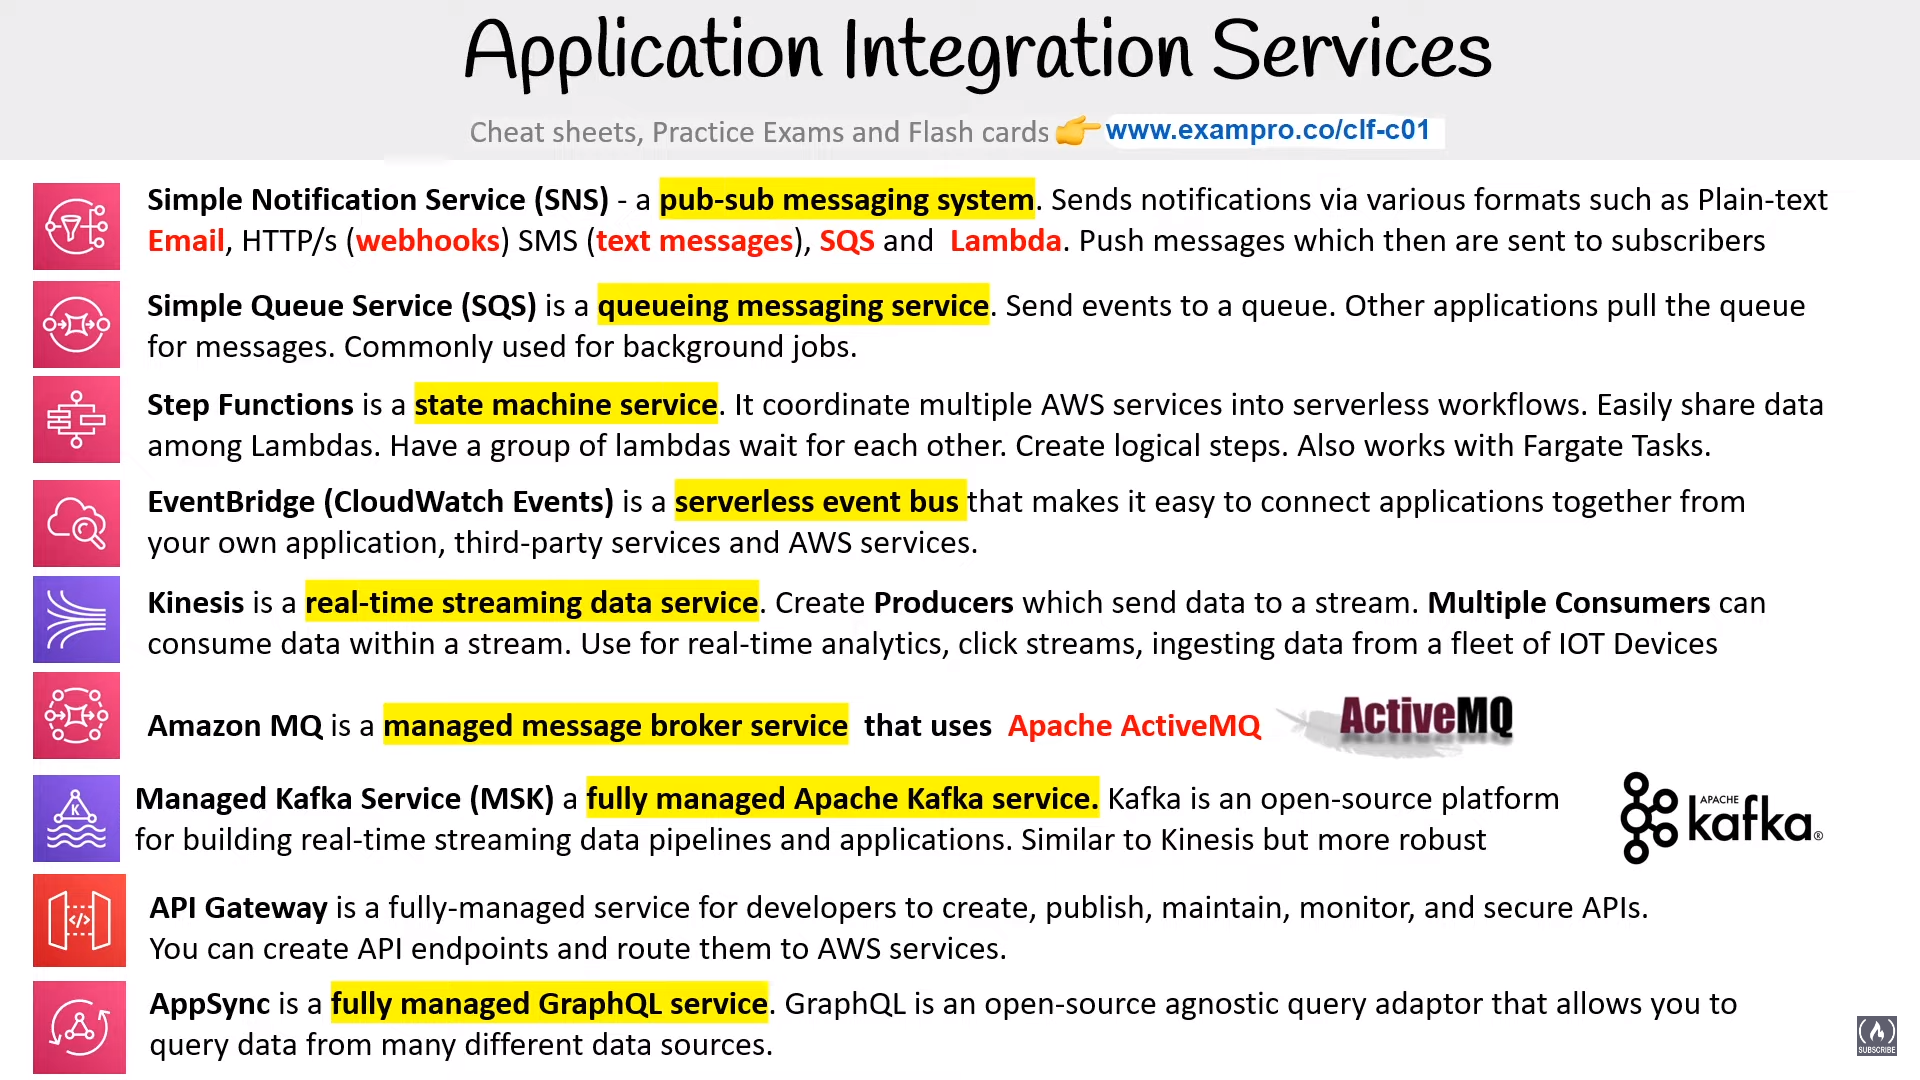 Application Integration Services
Cheat sheets, Practice Exams and Flash cards 👉 www.exampro.co/clf-c01
Simple Notification Service (SNS) - a pub-sub messaging system. Sends notifications via various formats such as Plain-text
Email, HTTP/s (webhooks) SMS (text messages), SQS and Lambda. Push messages which then are sent to subscribers
Simple Queue Service (SQS) is a queueing messaging service. Send events to a queue. Other applications pull the queue
for messages. Commonly used for background jobs.
Step Functions is a state machine service. It coordinate multiple AWS services into serverless workflows. Easily share data
among Lambdas. Have a group of lambdas wait for each other. Create logical steps. Also works with Fargate Tasks.
EventBridge (CloudWatch Events) is a serverless event bus that makes it easy to connect applications together from
your own application, third-party services and AWS services.
Kinesis is a real-time streaming data service. Create Producers which send data to a stream. Multiple Consumers can
consume data within a stream. Use for real-time analytics, click streams, ingesting data from a fleet of IOT Devices
Amazon MQ is a managed message broker service that uses Apache ActiveMQ
ActiveMQ
K
Managed Kafka Service (MSK) a fully managed Apache Kafka service. Kafka is an open-source platform
for building real-time streaming data pipelines and applications. Similar to Kinesis but more robust
APACHE
kafka®
</>
API Gateway is a fully-managed service for developers to create, publish, maintain, monitor, and secure APIs.
You can create API endpoints and route them to AWS services.
AppSync is a fully managed GraphQL service. GraphQL is an open-source agnostic query adaptor that allows you to
query data from many different data sources.
SUBSCRIBE